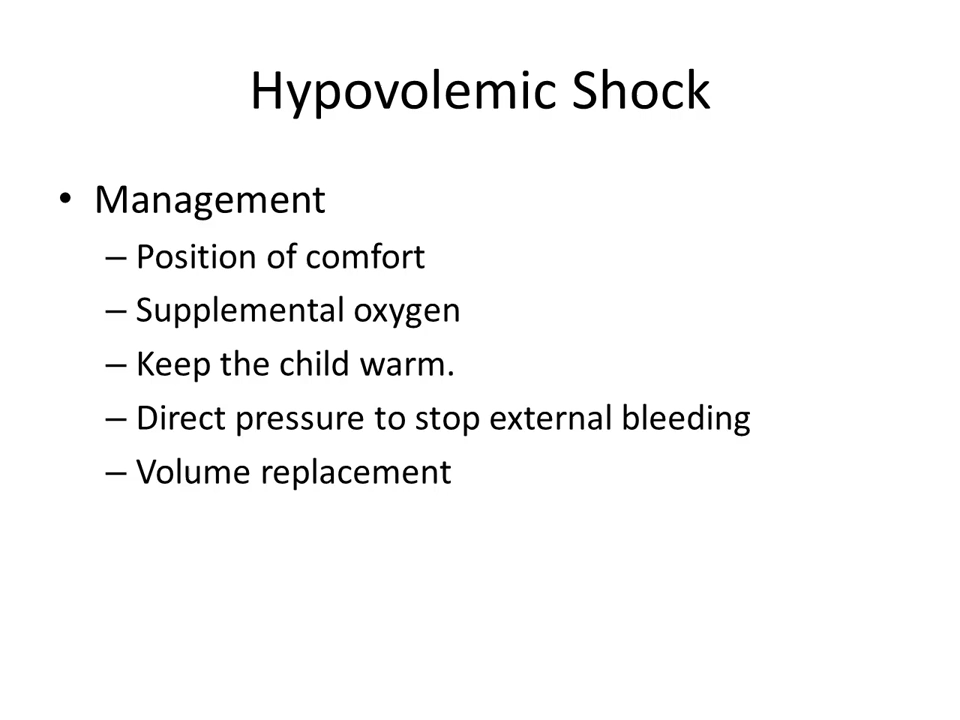 Hypovolemic Shock
• Management
– Position of comfort
– Supplemental oxygen
– Keep the child warm.
– Direct pressure to stop external bleeding
– Volume replacement